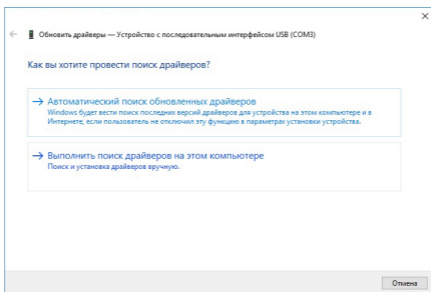 Обновить драйверы — Устройство с последовательным интерфейсом USB (COM3)
Как вы хотите провести поиск драйверов?
Автоматический поиск обновленных драйверов
Windows будет вести поиск последних версий драйверов для устройства на этом компьютере и в
Интернете, если пользователь не отключил эту функцию в параметрах установки устройства.
Выполнить поиск драйверов на этом компьютере
Поиск и установка драйверов вручную.
Отмена